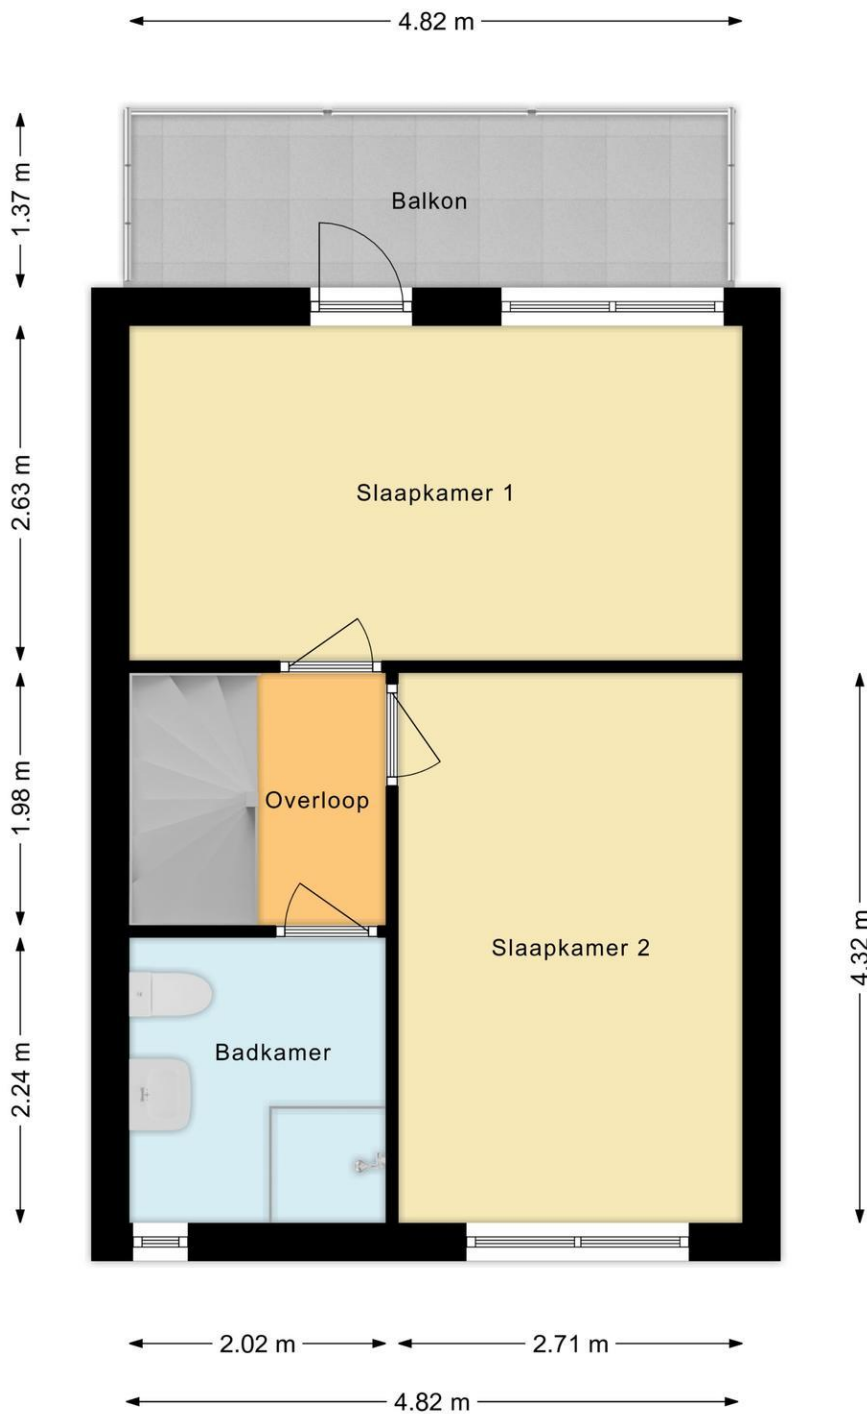 4.82 m
1.37 m
Balkon
2.63 m
Slaapkamer 1
1.98 m
Overloop
4.32 m
Slaapkamer 2
2.24 m
Badkamer
2.02 m
2.71 m
4.82 m